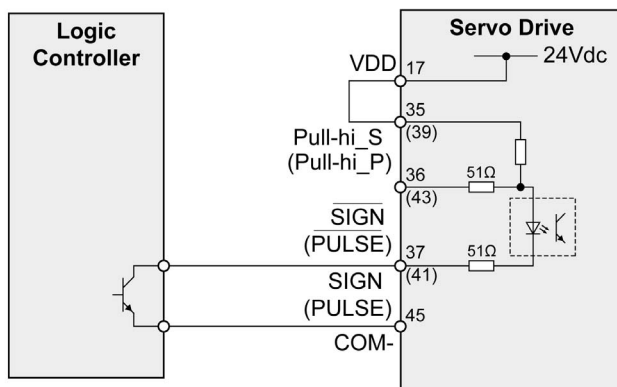 Logic
Controller
Servo Drive
24Vdc
VDD
17
35
(39)
Pull-hi_S
(Pull-hi_P)
36
(43)
51Ω
SIGN
(PULSE)
37
(41)
51Ω
SIGN
(PULSE)
45
COM-